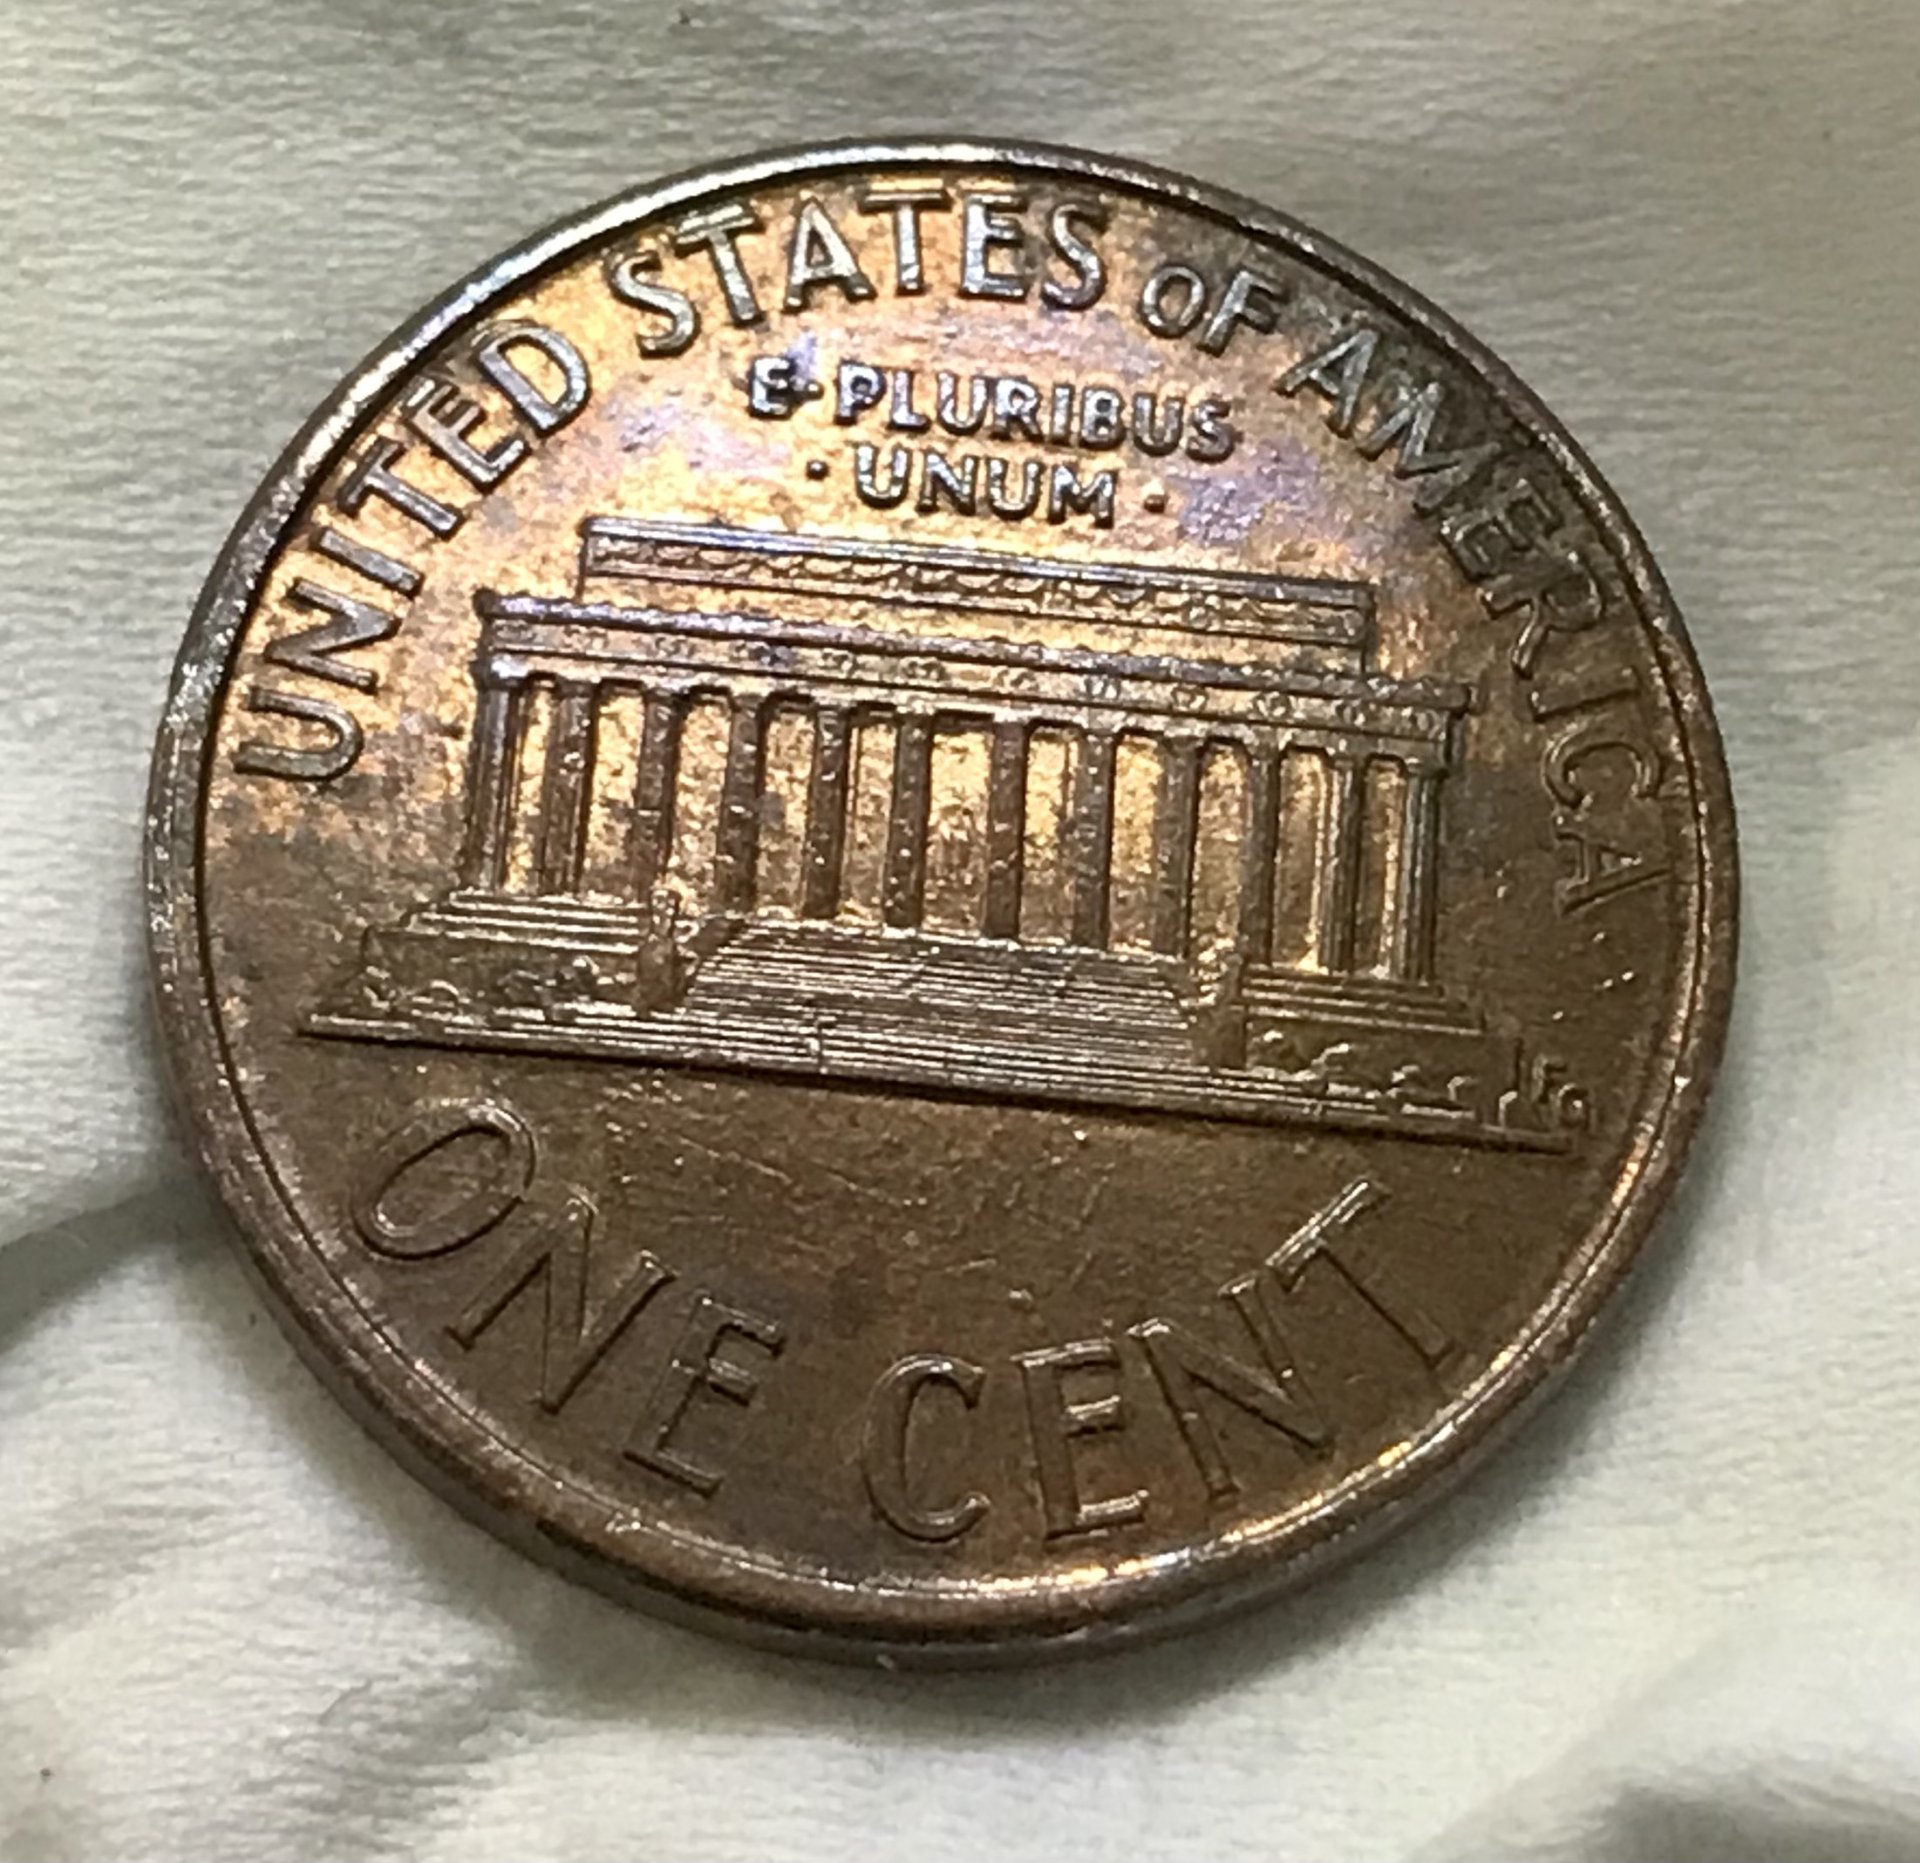 UNITED STATES OF AMERICA
E·PLURIBUS
·UNUM·
FG
ONE CENT